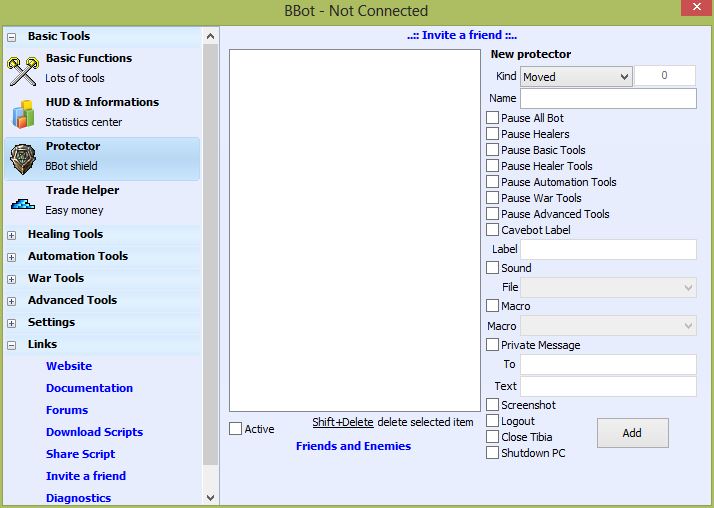 BBot - Not Connected
Basic Tools
Basic Functions
Lots of tools
HUD & Informations
Statistics center
Protector
BBot shield
Trade Helper
Easy money
Healing Tools
Automation Tools
War Tools
Advanced Tools
Settings
Links
Website
Documentation
Forums
Download Scripts
Share Script
Invite a friend
Diagnostics
..:: Invite a friend ::..
Active
Shift+Delete delete selected item
Friends and Enemies
New protector
Kind Moved 0
Name
Pause All Bot
Pause Healers
Pause Basic Tools
Pause Healer Tools
Pause Automation Tools
Pause War Tools
Pause Advanced Tools
Cavebot Label
Label
Sound
File
Macro
Macro
Private Message
To
Text
Screenshot
Logout
Close Tibia
Shutdown PC
Add